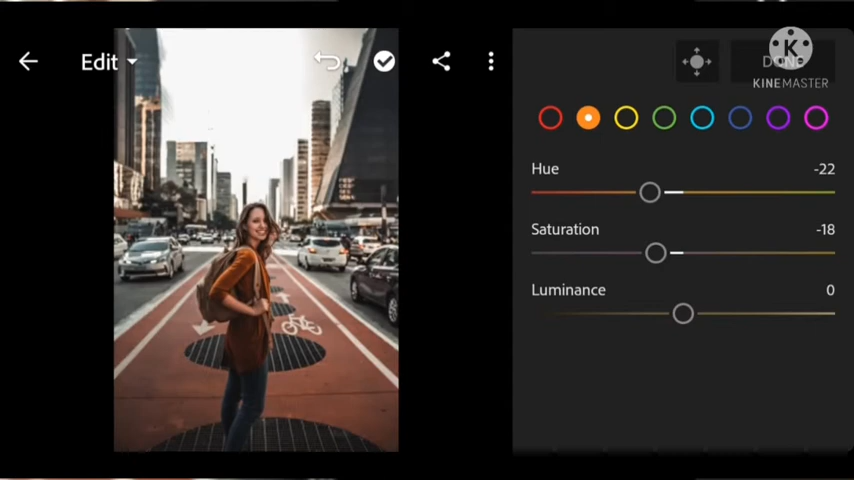 Edit
DONE
K
KINEMASTER
Hue -22
Saturation -18
Luminance 0